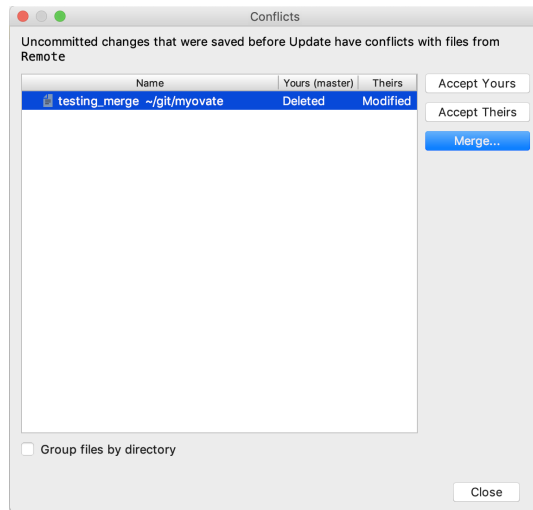 Conflicts
Uncommitted changes that were saved before Update have conflicts with files from
Remote
Name Yours (master) Theirs
testing_merge ~/git/myovate Deleted Modified
Accept Yours
Accept Theirs
Merge...
Group files by directory
Close